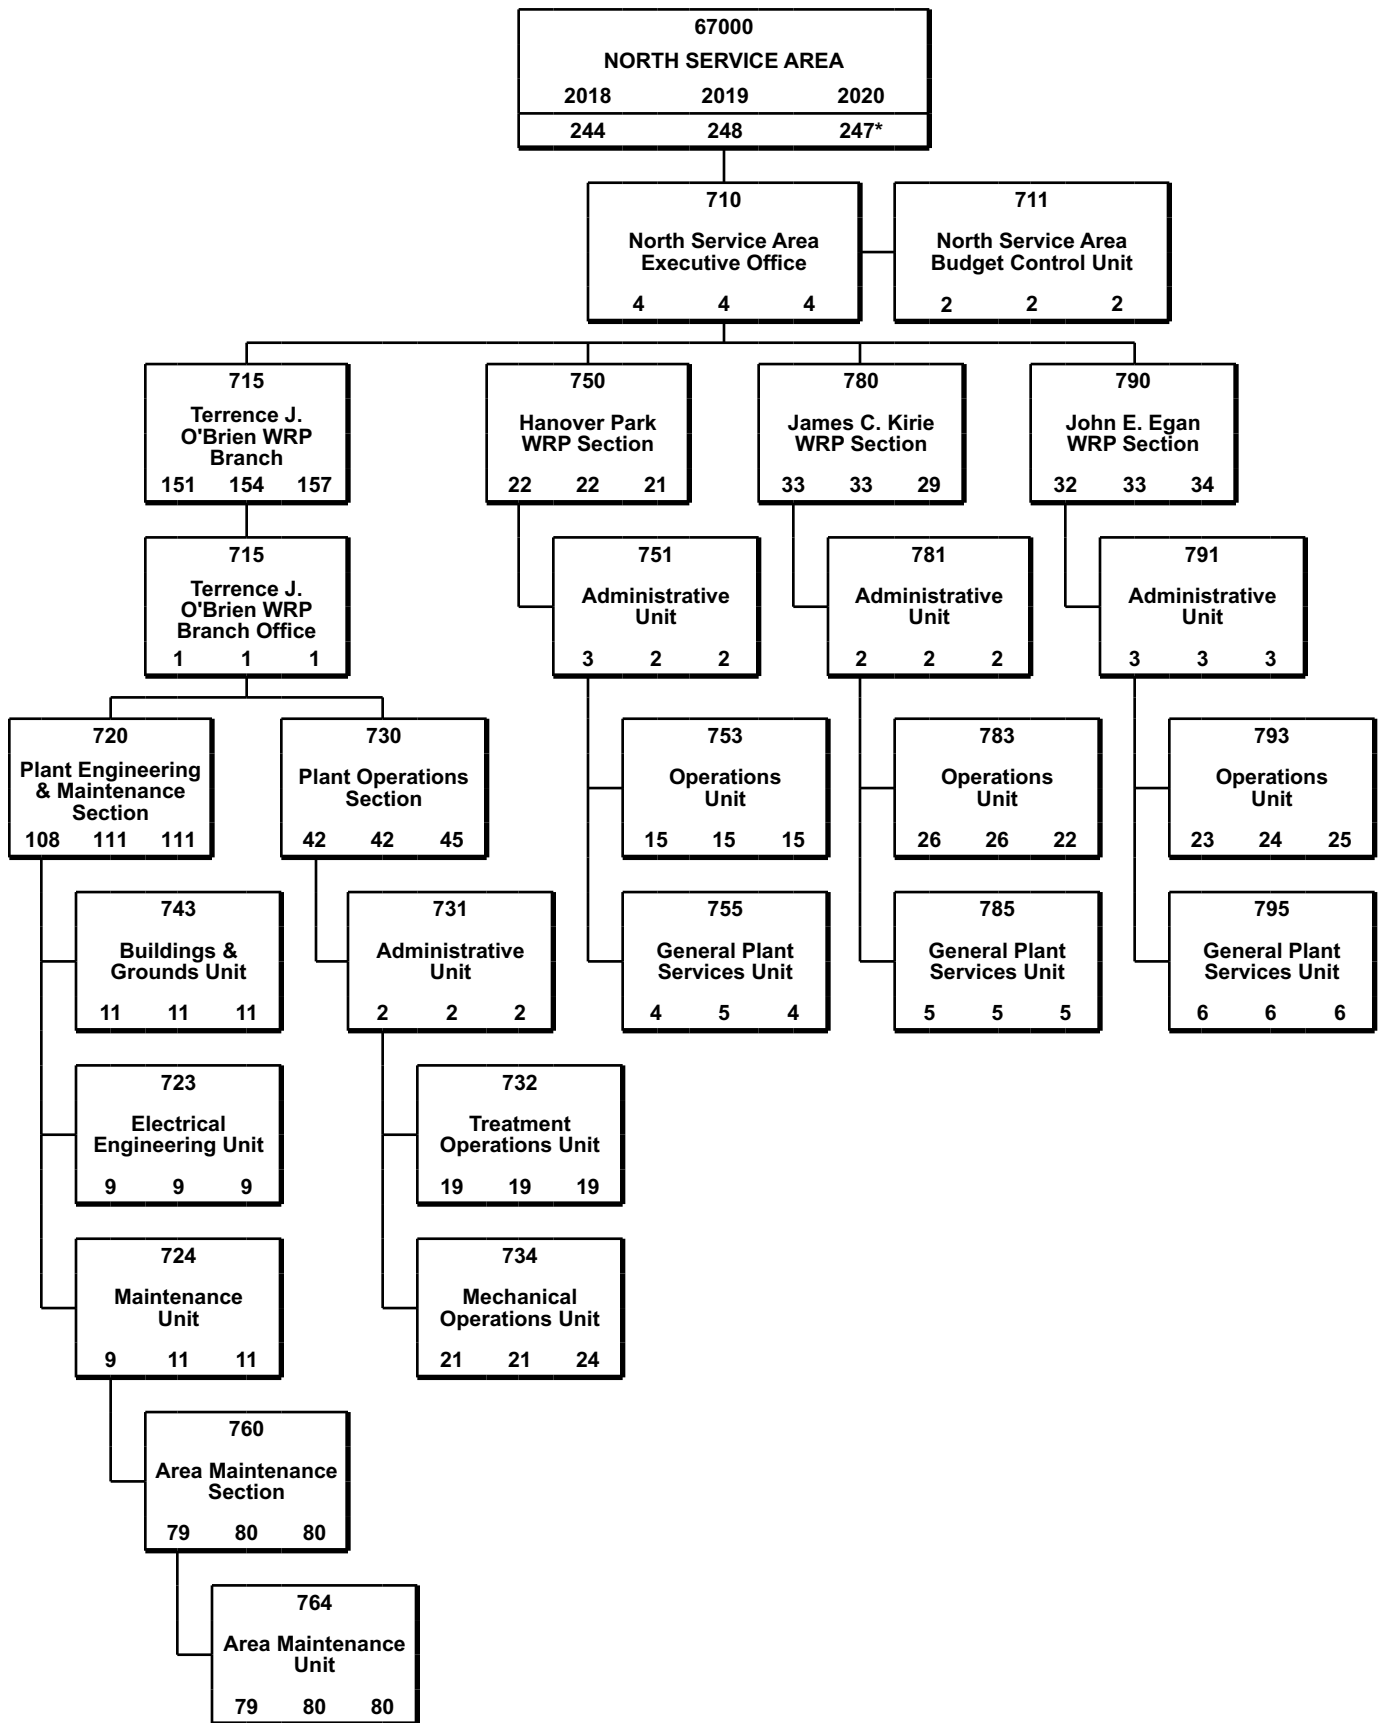 67000
NORTH SERVICE AREA
2018 2019 2020
244 248 247*
710
North Service Area
Executive Office
4 4 4
711
North Service Area
Budget Control Unit
2 2 2
715
Terrence J.
O'Brien WRP
Branch
151 154 157
750
Hanover Park
WRP Section
22 22 21
780
James C. Kirie
WRP Section
33 33 29
790
John E. Egan
WRP Section
32 33 34
715
Terrence J.
O'Brien WRP
Branch Office
1 1 1
751
Administrative
Unit
3 2 2
781
Administrative
Unit
2 2 2
791
Administrative
Unit
3 3 3
720
Plant Engineering
& Maintenance
Section
108 111 111
730
Plant Operations
Section
42 42 45
753
Operations
Unit
15 15 15
783
Operations
Unit
26 26 22
793
Operations
Unit
23 24 25
743
Buildings &
Grounds Unit
11 11 11
731
Administrative
Unit
2 2 2
755
General Plant
Services Unit
4 5 4
785
General Plant
Services Unit
5 5 5
795
General Plant
Services Unit
6 6 6
723
Electrical
Engineering Unit
9 9 9
732
Treatment
Operations Unit
19 19 19
724
Maintenance
Unit
9 11 11
734
Mechanical
Operations Unit
21 21 24
760
Area Maintenance
Section
79 80 80
764
Area Maintenance
Unit
79 80 80